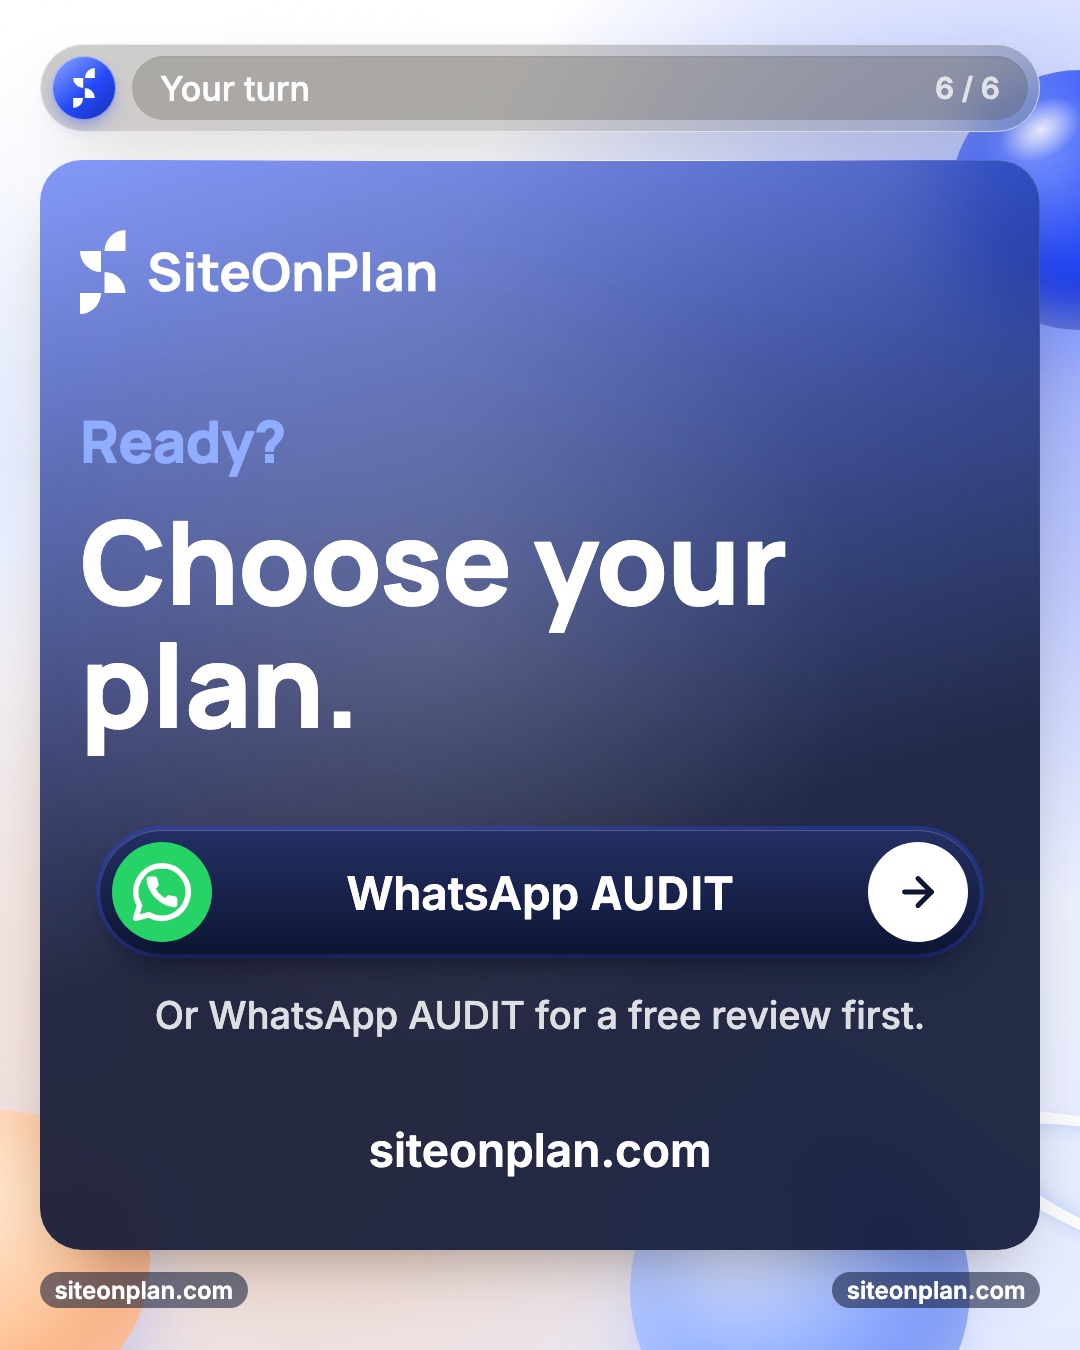 Your turn
6 / 6
SiteOnPlan
Ready?
Choose your
plan.
WhatsApp AUDIT
Or WhatsApp AUDIT for a free review first.
siteonplan.com
siteonplan.com
siteonplan.com